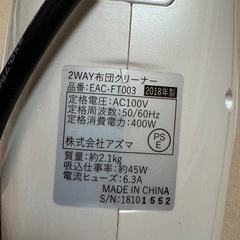 2WAY布団クリーナー
品番:EAC-FT003 2018年製
定格電圧:AC100V
定格周波数:50/60Hz
定格消費電力:400W
株式会社アズマ
PS
E
質量:約2.1kg
吸込仕事率:約45W
電流ヒューズ:6.3A
MADE IN CHINA
S/N:18101552